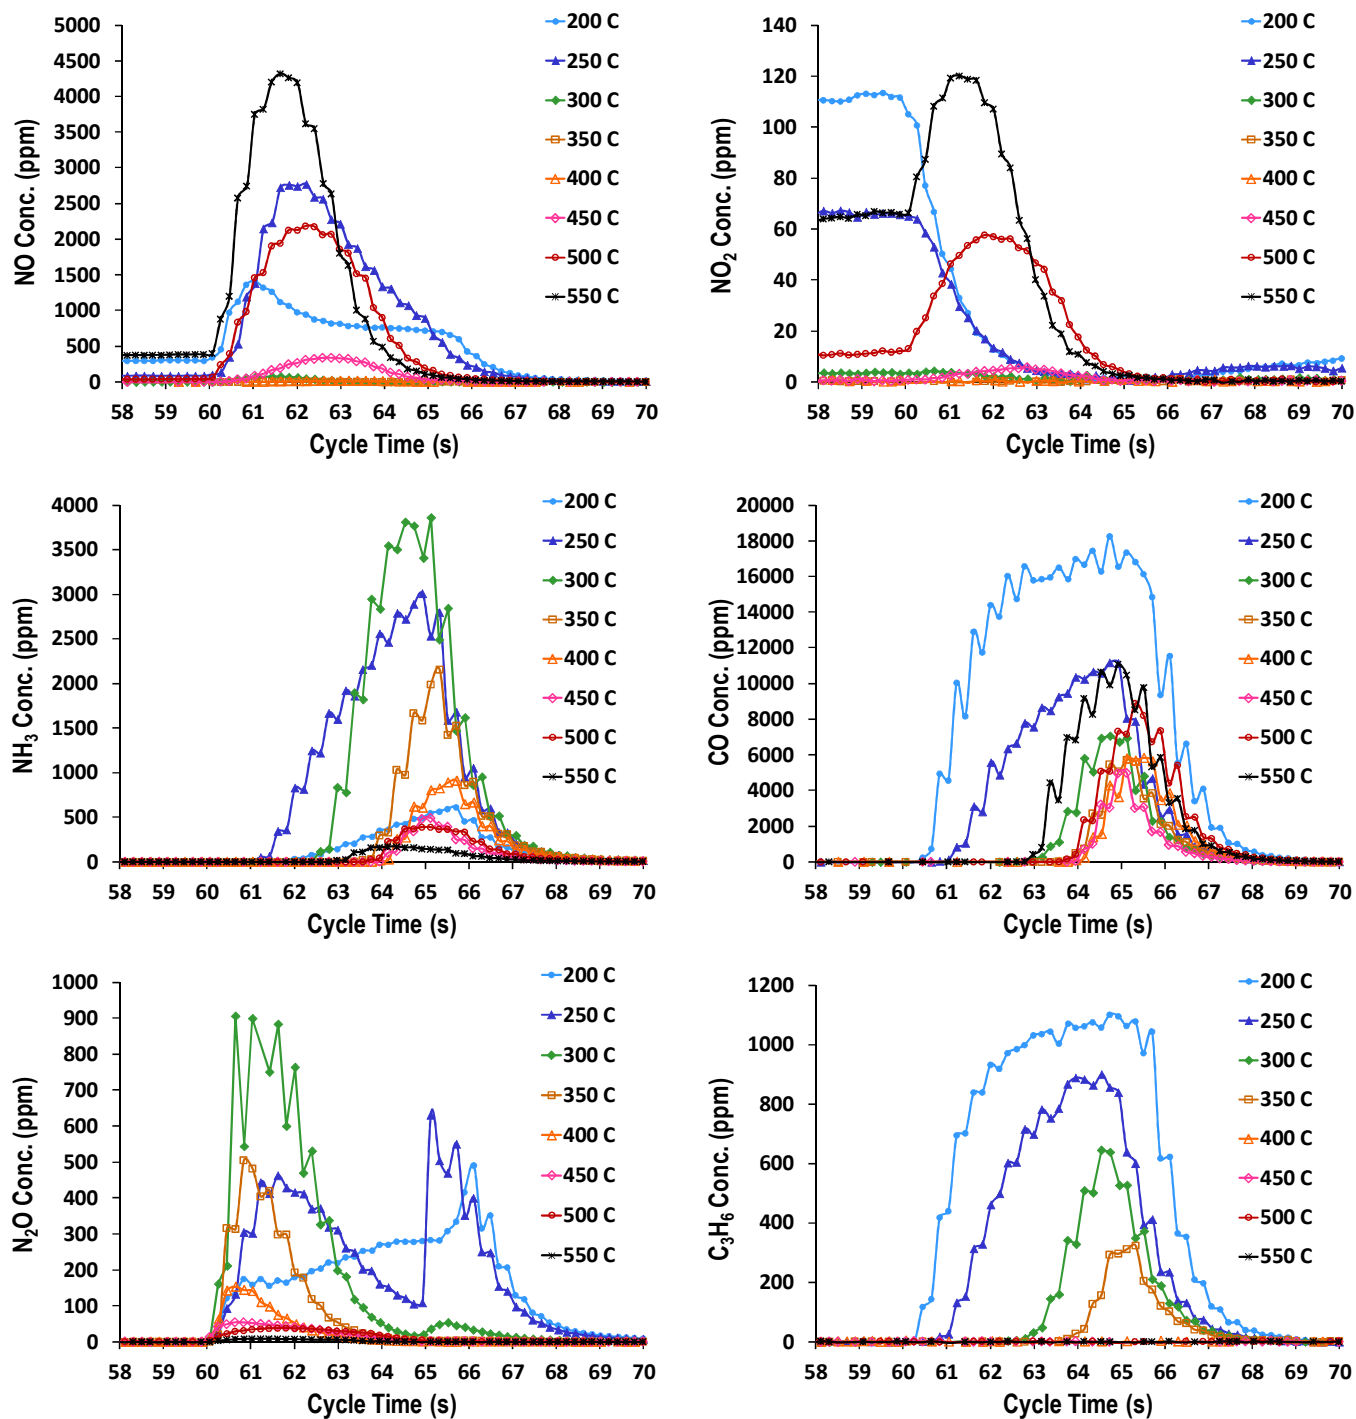 NO Conc. (ppm)
5000
4500
4000
3500
3000
2500
2000
1500
1000
500
0
58 59 60 61 62 63 64 65 66 67 68 69 70
Cycle Time (s)
200 C
250 C
300 C
350 C
400 C
450 C
500 C
550 C
NO2 Conc. (ppm)
140
120
100
80
60
40
20
0
58 59 60 61 62 63 64 65 66 67 68 69 70
Cycle Time (s)
200 C
250 C
300 C
350 C
400 C
450 C
500 C
550 C
NH3 Conc. (ppm)
4000
3500
3000
2500
2000
1500
1000
500
0
58 59 60 61 62 63 64 65 66 67 68 69 70
Cycle Time (s)
200 C
250 C
300 C
350 C
400 C
450 C
500 C
550 C
CO Conc. (ppm)
20000
18000
16000
14000
12000
10000
8000
6000
4000
2000
0
58 59 60 61 62 63 64 65 66 67 68 69 70
Cycle Time (s)
200 C
250 C
300 C
350 C
400 C
450 C
500 C
550 C
N2O Conc. (ppm)
1000
900
800
700
600
500
400
300
200
100
0
58 59 60 61 62 63 64 65 66 67 68 69 70
Cycle Time (s)
200 C
250 C
300 C
350 C
400 C
450 C
500 C
550 C
C3H6 Conc. (ppm)
1200
1000
800
600
400
200
0
58 59 60 61 62 63 64 65 66 67 68 69 70
Cycle Time (s)
200 C
250 C
300 C
350 C
400 C
450 C
500 C
550 C